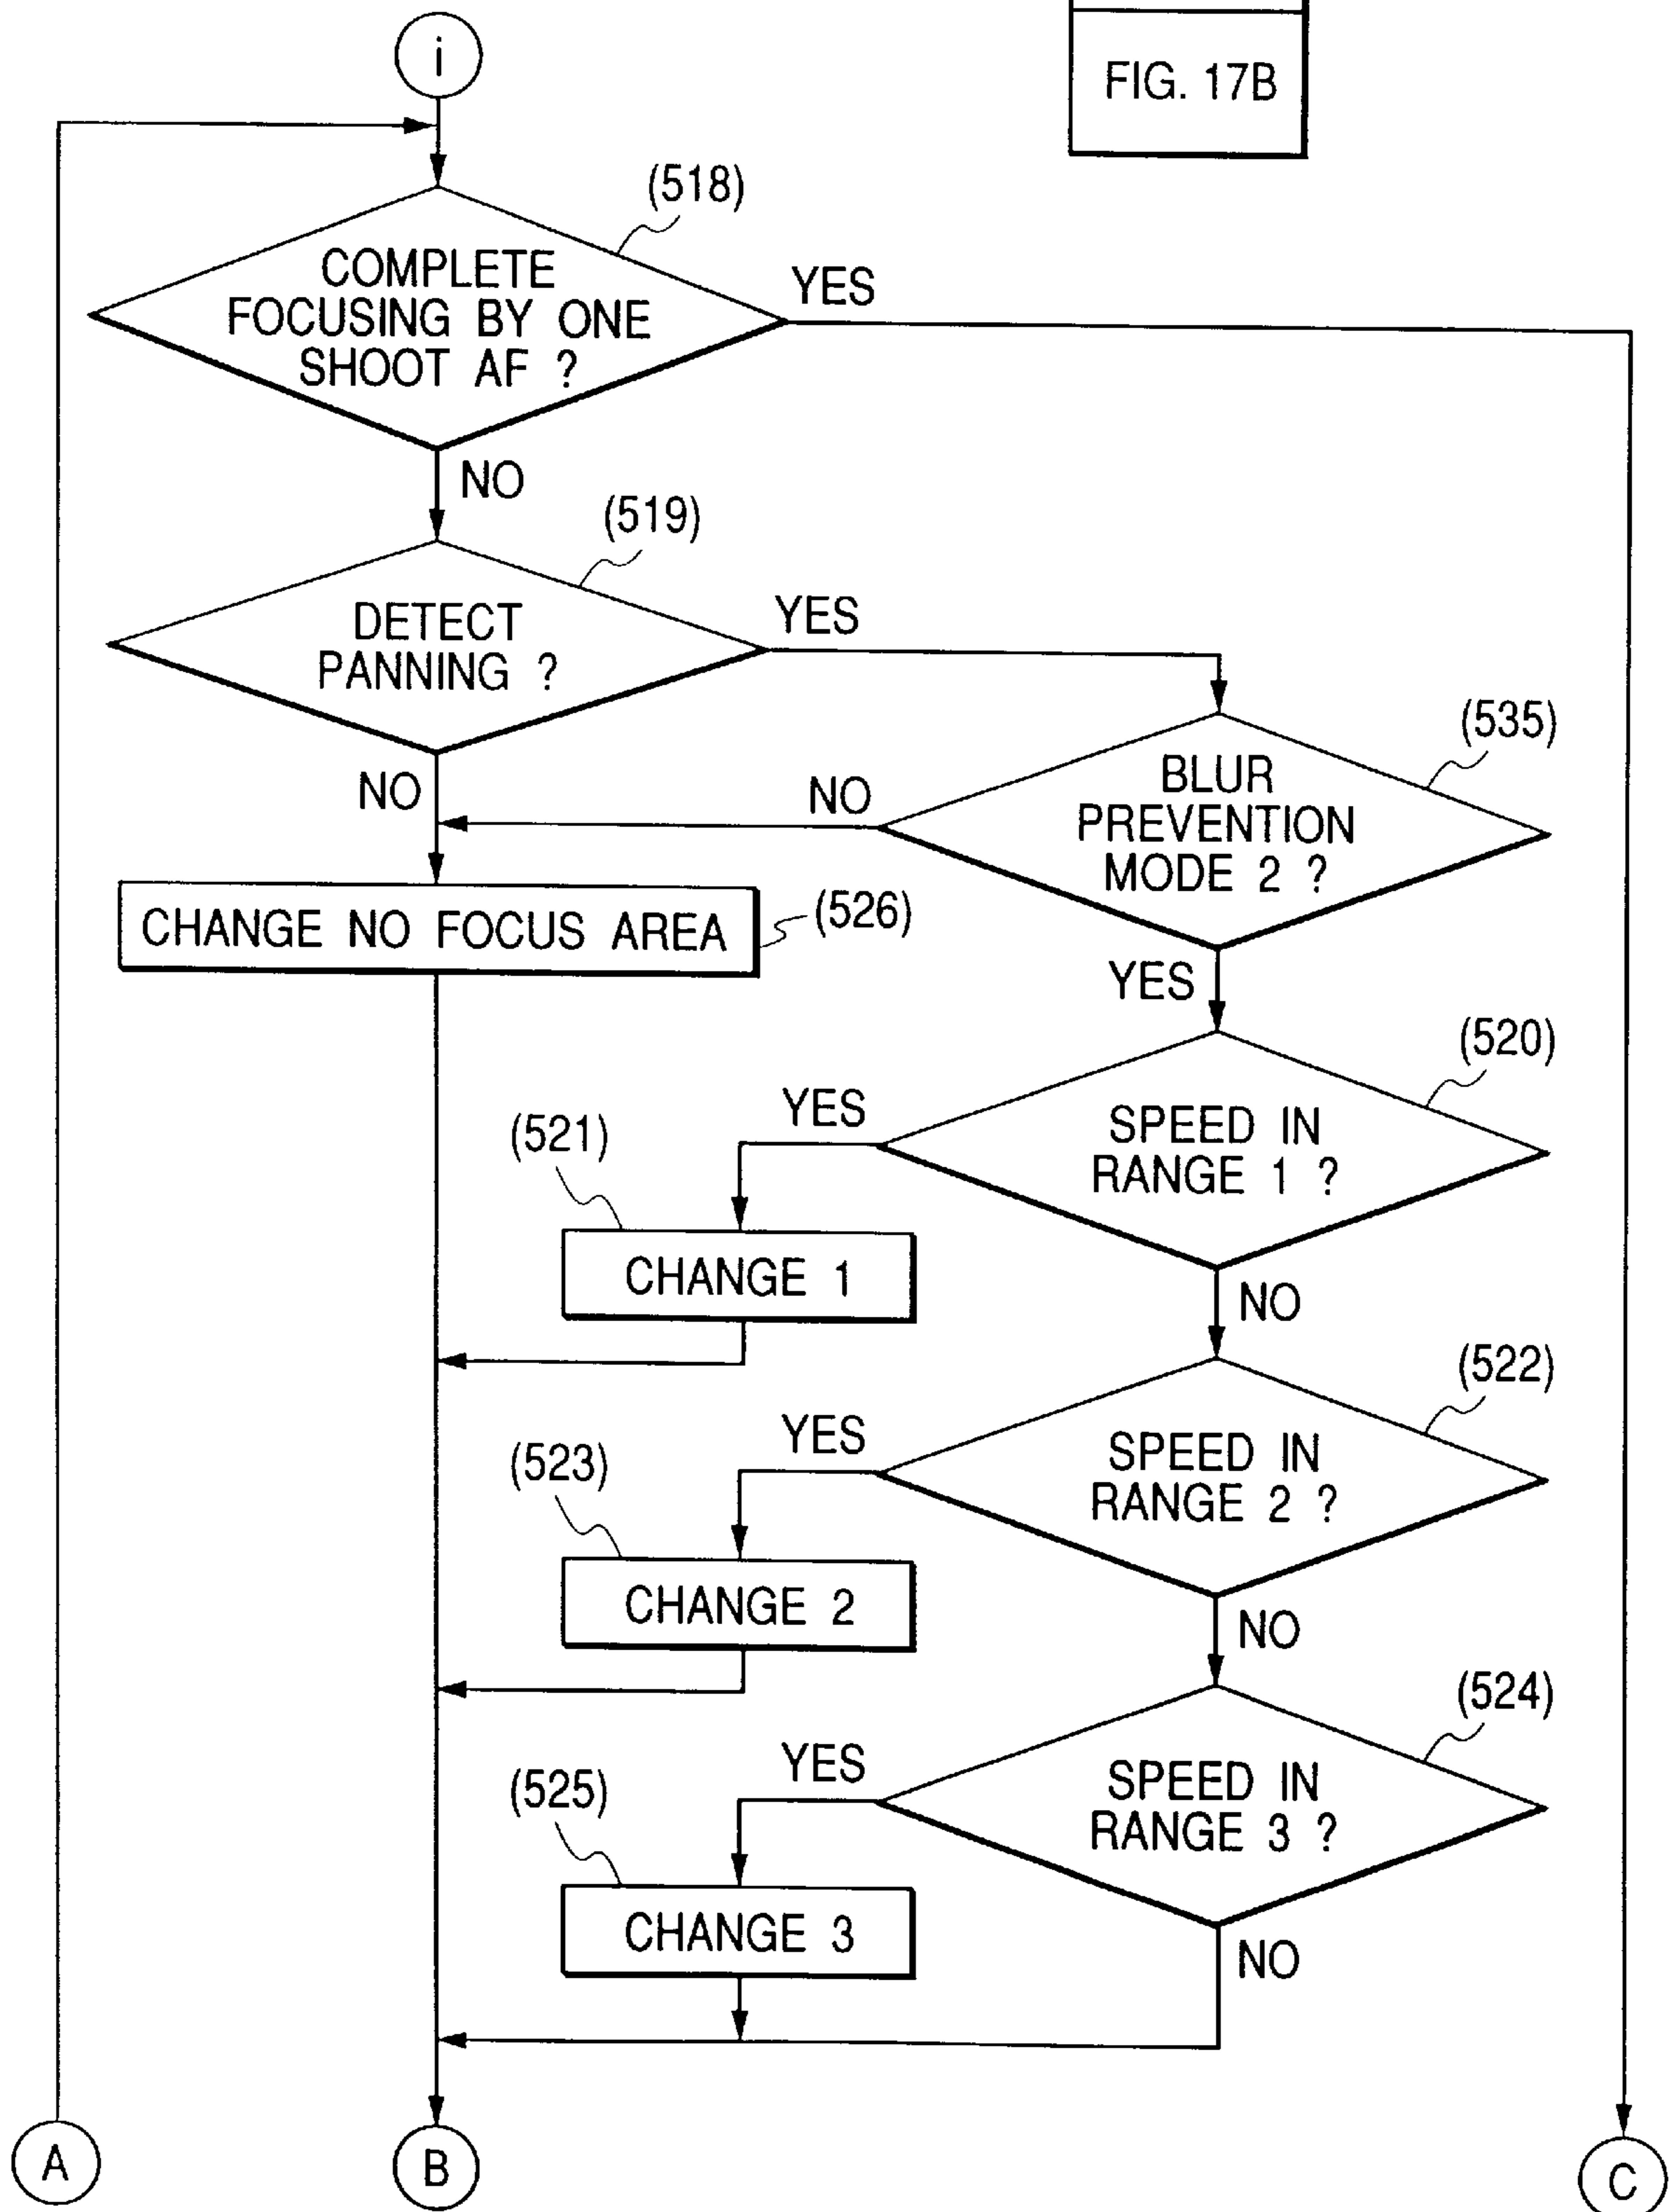 FIG. 17B
i
(518)
COMPLETE
FOCUSING BY ONE
SHOOT AF ?
YES
NO
(519)
DETECT
PANNING ?
YES
NO
(535)
BLUR
PREVENTION
MODE 2 ?
NO
YES
CHANGE NO FOCUS AREA
(526)
(520)
SPEED IN
RANGE 1 ?
YES
NO
(521)
CHANGE 1
(522)
SPEED IN
RANGE 2 ?
YES
NO
(523)
CHANGE 2
(524)
SPEED IN
RANGE 3 ?
YES
NO
(525)
CHANGE 3
A
B
C